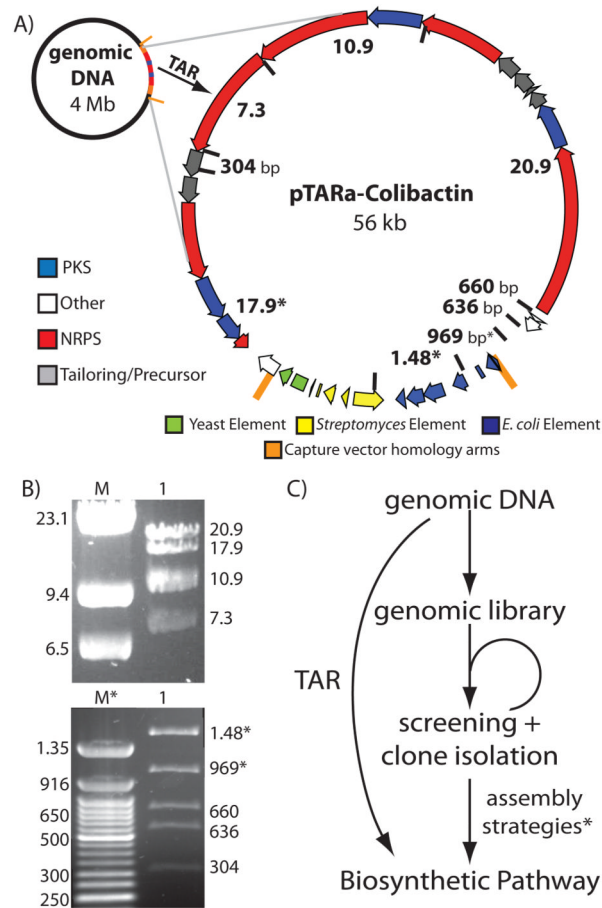 A)
genomic
DNA
4 Mb
TAR
10.9
7.3
304 bp
20.9
pTARa-Colibactin
56 kb
660 bp
636 bp
969 bp*
1.48*
17.9*
PKS
Other
NRPS
Tailoring/Precursor
Yeast Element
Streptomyces Element
E. coli Element
Capture vector homology arms
B)
M 1
23.1
9.4
6.5
20.9
17.9
10.9
7.3
M* 1
1.35
916
650
500
300
250
1.48*
969*
660
636
304
C)
genomic DNA
genomic library
TAR
screening +
clone isolation
assembly
strategies*
Biosynthetic Pathway